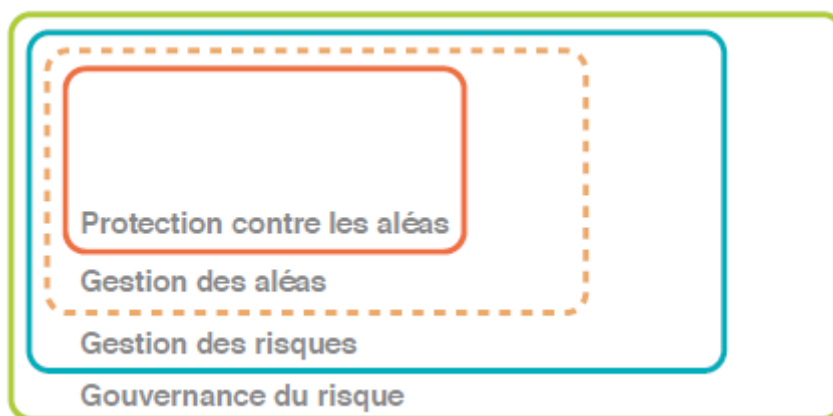 Protection contre les aléas
Gestion des aléas
Gestion des risques
Gouvernance du risque